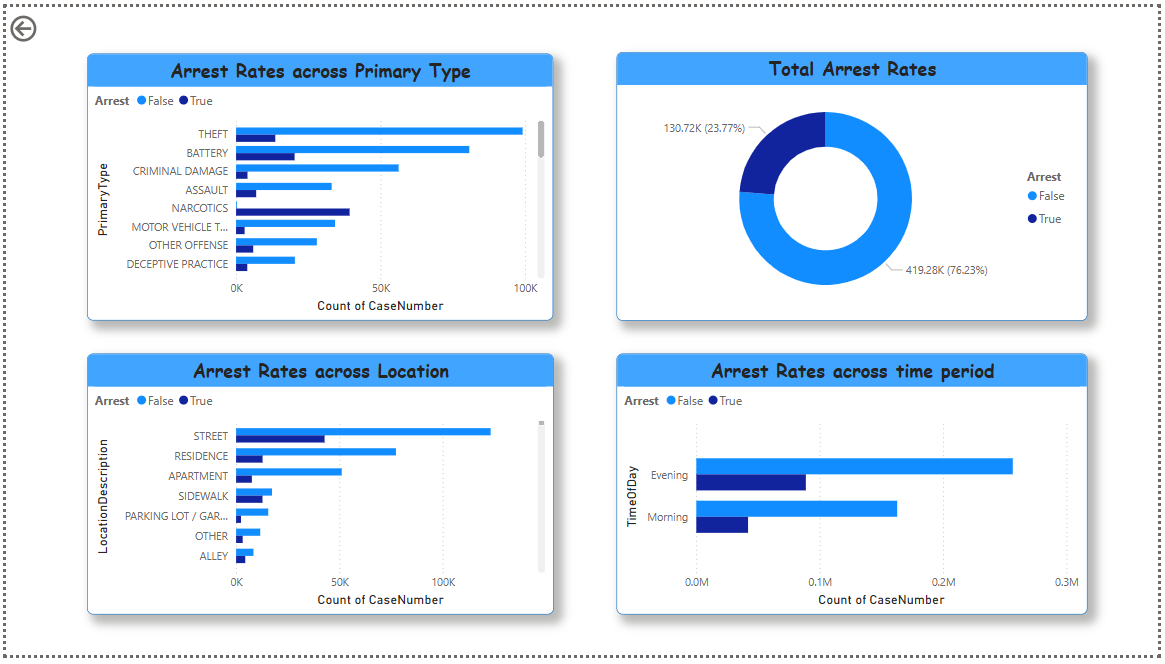 Arrest Rates across Primary Type
Arrest False True
PrimaryType
THEFT
BATTERY
CRIMINAL DAMAGE
ASSAULT
NARCOTICS
MOTOR VEHICLE T...
OTHER OFFENSE
DECEPTIVE PRACTICE
0K 50K 100K
Count of CaseNumber
Total Arrest Rates
130.72K (23.77%)
419.28K (76.23%)
Arrest
False
True
Arrest Rates across Location
Arrest False True
LocationDescription
STREET
RESIDENCE
APARTMENT
SIDEWALK
PARKING LOT / GAR...
OTHER
ALLEY
0K 50K 100K
Count of CaseNumber
Arrest Rates across time period
Arrest False True
TimeOfDay
Evening
Morning
0.0M 0.1M 0.2M 0.3M
Count of CaseNumber